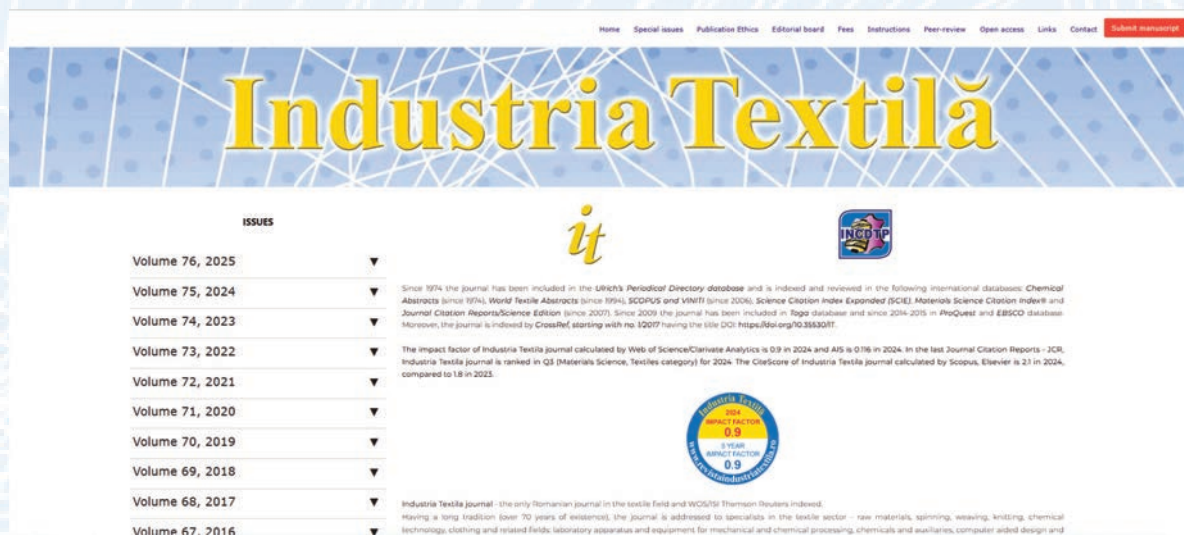 Home Special issues Publication Ethics Editorial board Fees Instructions Peer-review Open access Links Contact Submit manuscript
Industria Textilă
ISSUES
Volume 76, 2025 ▼
Volume 75, 2024 ▼
Volume 74, 2023 ▼
Volume 73, 2022 ▼
Volume 72, 2021 ▼
Volume 71, 2020 ▼
Volume 70, 2019 ▼
Volume 69, 2018 ▼
Volume 68, 2017 ▼
Volume 67, 2016 ▼
it
INCDTP
Since 1974 the journal has been included in the Ulrich's Periodical Directory database and is indexed and reviewed in the following international databases: Chemical
Abstracts (since 1974), World Textile Abstracts (since 1994), SCOPUS and VINITI (since 2006), Science Citation Index Expanded (SCIE), Materials Science Citation Index® and
Journal Citation Reports/Science Edition (since 2007). Since 2009 the journal has been included in Toga database and since 2014-2015 in ProQuest and EBSCO database.
Moreover, the journal is indexed by CrossRef, starting with no. 1/2017 having the title DOI: https://doi.org/10.35530/IT.
The impact factor of Industria Textila journal calculated by Web of Science/Clarivate Analytics is 0.9 in 2024 and AIS is 0.116 in 2024. In the last Journal Citation Reports - JCR,
Industria Textila journal is ranked in Q3 (Materials Science, Textiles category) for 2024. The CiteScore of Industria Textila journal calculated by Scopus, Elsevier is 2.1 in 2024,
compared to 1.8 in 2023.
Industria Textilă
2024
IMPACT FACTOR
0.9
5 YEAR
IMPACT FACTOR
0.9
www.revistaindustriatextila.ro
Industria Textila journal - the only Romanian journal in the textile field and WOS/ISI Thomson Reuters indexed.
Having a long tradition (over 70 years of existence), the journal is addressed to specialists in the textile sector - raw materials, spinning, weaving, knitting, chemical
technology, clothing and related fields: laboratory apparatus and equipment for mechanical and chemical processing, chemicals and auxiliaries, computer aided design and